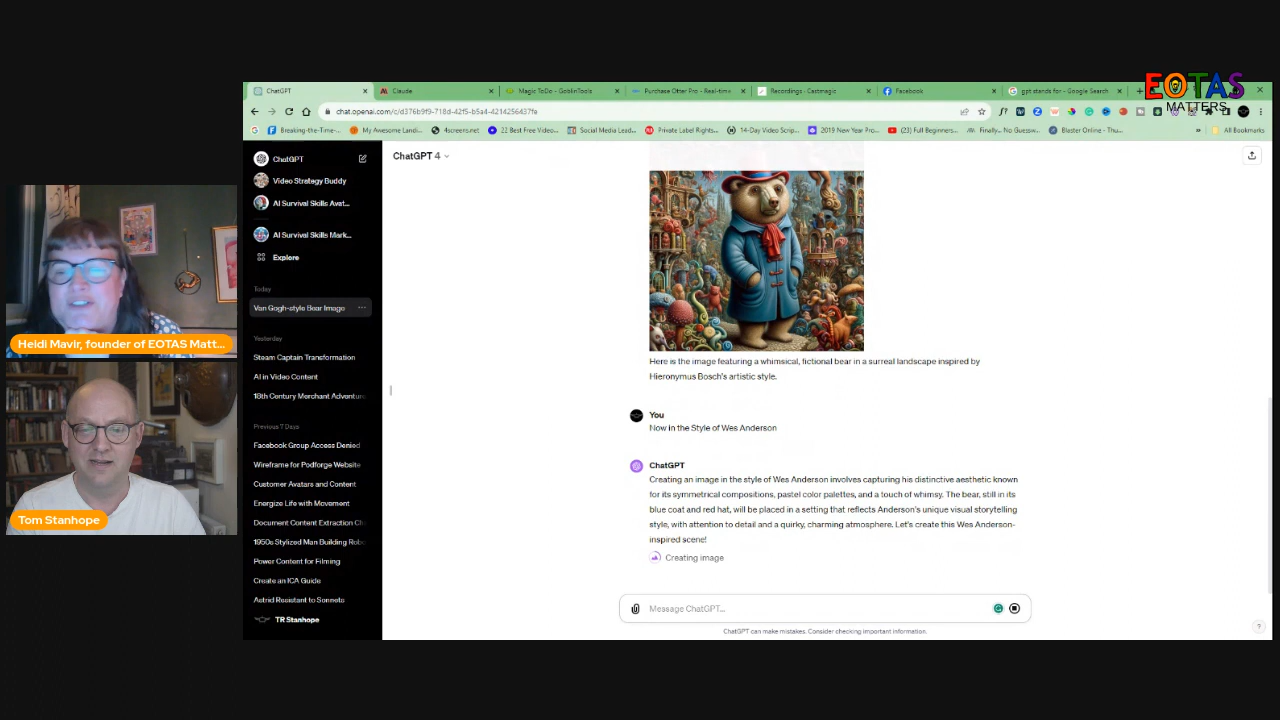 EOTAS
MATTERS
ChatGPT
Claude
Magic ToDo - GoblinTools
Purchase Otter Pro - Real-time
Recordings - Castmagic
Facebook
gpt stands for - Google Search
chat.openai.com/c/d376b9f9-718d-42f5-b5a4-4214256437fe
Breaking-the-Time-...
My Awesome Landi...
4screens.net
22 Best Free Video...
Social Media Lead...
Private Label Rights...
14-Day Video Scrip...
2019 New Year Pro...
(23) Full Beginners...
Finally... No Guessw...
Blaster Online - Thu...
All Bookmarks
ChatGPT
Video Strategy Buddy
AI Survival Skills Avat...
AI Survival Skills Mark...
Explore
Today
Van Gogh-style Bear Image
Yesterday
Steam Captain Transformation
AI in Video Content
18th Century Merchant Adventur
Previous 7 Days
Facebook Group Access Denied
Wireframe for Podforge Website
Customer Avatars and Content
Energize Life with Movement
Document Content Extraction
1950s Stylized Man Building Rob
Power Content for Filming
Create an ICA Guide
Astrid Resistant to Sonnets
TR Stanhope
ChatGPT 4
Here is the image featuring a whimsical, fictional bear in a surreal landscape inspired by
Hieronymus Bosch's artistic style.
You
Now in the Style of Wes Anderson
ChatGPT
Creating an image in the style of Wes Anderson involves capturing his distinctive aesthetic known
for its symmetrical compositions, pastel color palettes, and a touch of whimsy. The bear, still in its
blue coat and red hat, will be placed in a setting that reflects Anderson's unique visual storytelling
style, with attention to detail and a quirky, charming atmosphere. Let's create this Wes Anderson-
inspired scene!
Creating image
Message ChatGPT...
ChatGPT can make mistakes. Consider checking important information.
?
Heidi Mavir, founder of EOTAS Matt...
Tom Stanhope